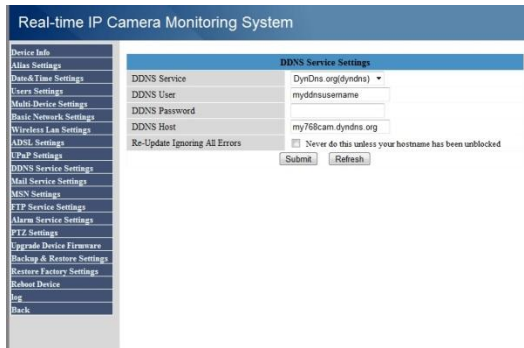 Real-time IP Camera Monitoring System
Device Info
Alias Settings
Date&Time Settings
Users Settings
Multi-Device Settings
Basic Network Settings
Wireless Lan Settings
ADSL Settings
UPnP Settings
DDNS Service Settings
Mail Service Settings
MSN Settings
FTP Service Settings
Alarm Service Settings
PTZ Settings
Upgrade Device Firmware
Backup & Restore Settings
Restore Factory Settings
Reboot Device
log
Back
DDNS Service Settings
DDNS Service DynDns.org(dyndns)
DDNS User myddnsusername
DDNS Password
DDNS Host my768cam.dyndns.org
Re-Update Ignoring All Errors Never do this unless your hostname has been unblocked
Submit Refresh